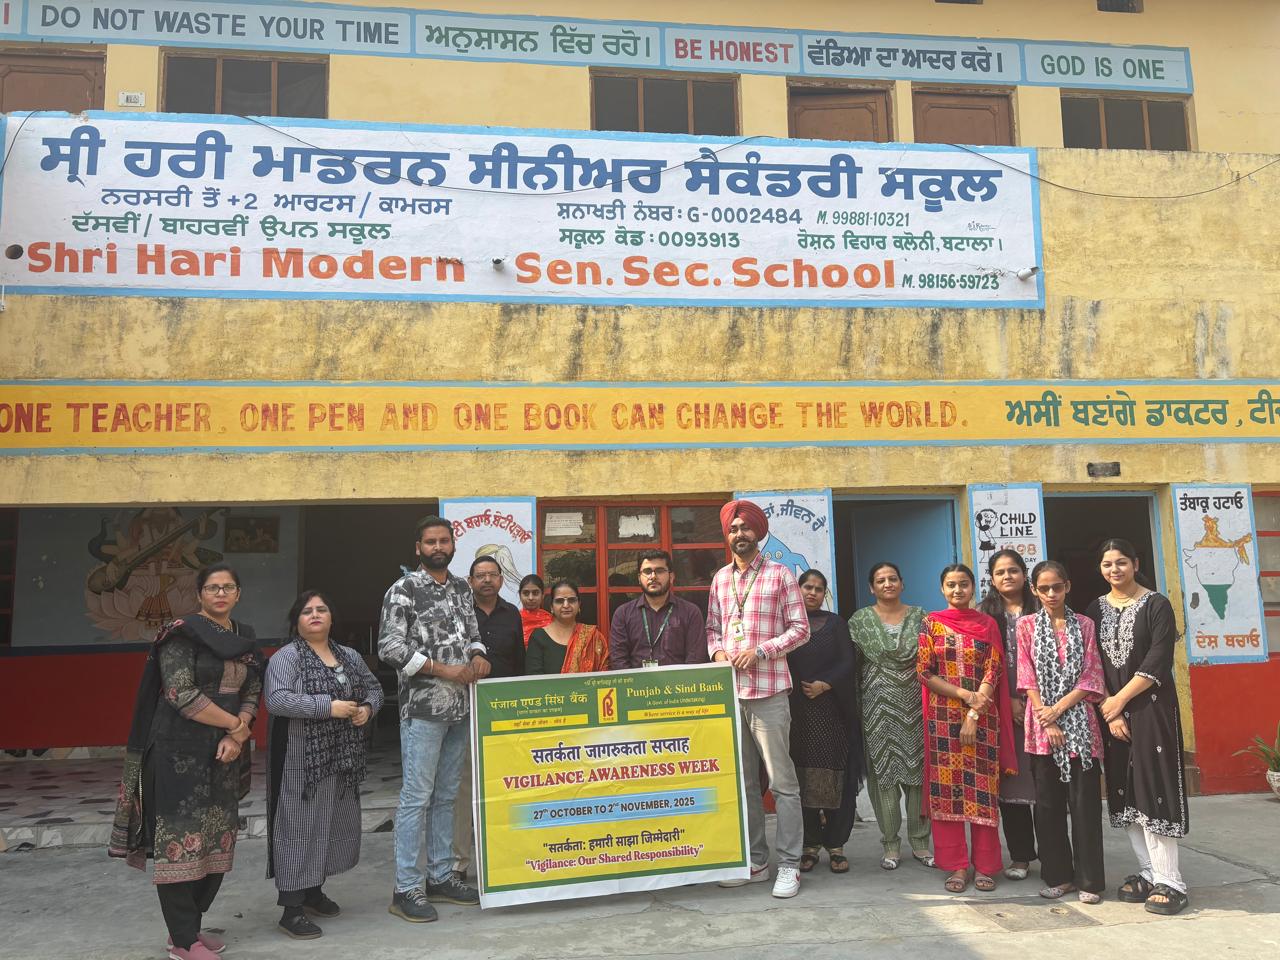 DO NOT WASTE YOUR TIME
ਅਨੁਸ਼ਾਸਨ ਵਿੱਚ ਰਹੋ।
BE HONEST
ਵੱਡਿਆ ਦਾ ਆਦਰ ਕਰੋ।
GOD IS ONE
ਸ੍ਰੀ ਹਰੀ ਮਾਡਰਨ ਸੀਨੀਅਰ ਸੈਕੰਡਰੀ ਸਕੂਲ
ਨਰਸਰੀ ਤੋਂ +2 ਆਰਟਸ/ਕਾਮਰਸ
ਸ਼ਨਾਖਤੀ ਨੰਬਰ: G-0002484 M. 99881-10321
ਦੱਸਵੀਂ/ਬਾਹਰਵੀਂ ਉਪਨ ਸਕੂਲ
ਸਕੂਲ ਕੋਡ: 0093913 ਰੋਸ਼ਨ ਵਿਹਾਰ ਕਲੋਨੀ, ਬਟਾਲਾ।
Shri Hari Modern Sen. Sec. School M. 98156-59723
ONE TEACHER, ONE PEN AND ONE BOOK CAN CHANGE THE WORLD.
ਅਸੀਂ ਬਣਾਂਗੇ ਡਾਕਟਰ,
CHILD
LINE
ਤੰਬਾਕੂ ਹਟਾਓ
ਦੇਸ਼ ਬਚਾਓ
ਜੀਵਨ ਹੈ
ਪੰਜਾਬ एण्ड सिंध बैंक
Punjab & Sind Bank
(A Govt. of India Undertaking)
जहाँ सेवा ही जीवन - ध्येय है
Where service is a way of life
सतर्कता जागरुकता सप्ताह
VIGILANCE AWARENESS WEEK
27th OCTOBER TO 2nd NOVEMBER, 2025
"सतर्कता: हमारी साझा जिम्मेदारी"
"Vigilance: Our Shared Responsibility"